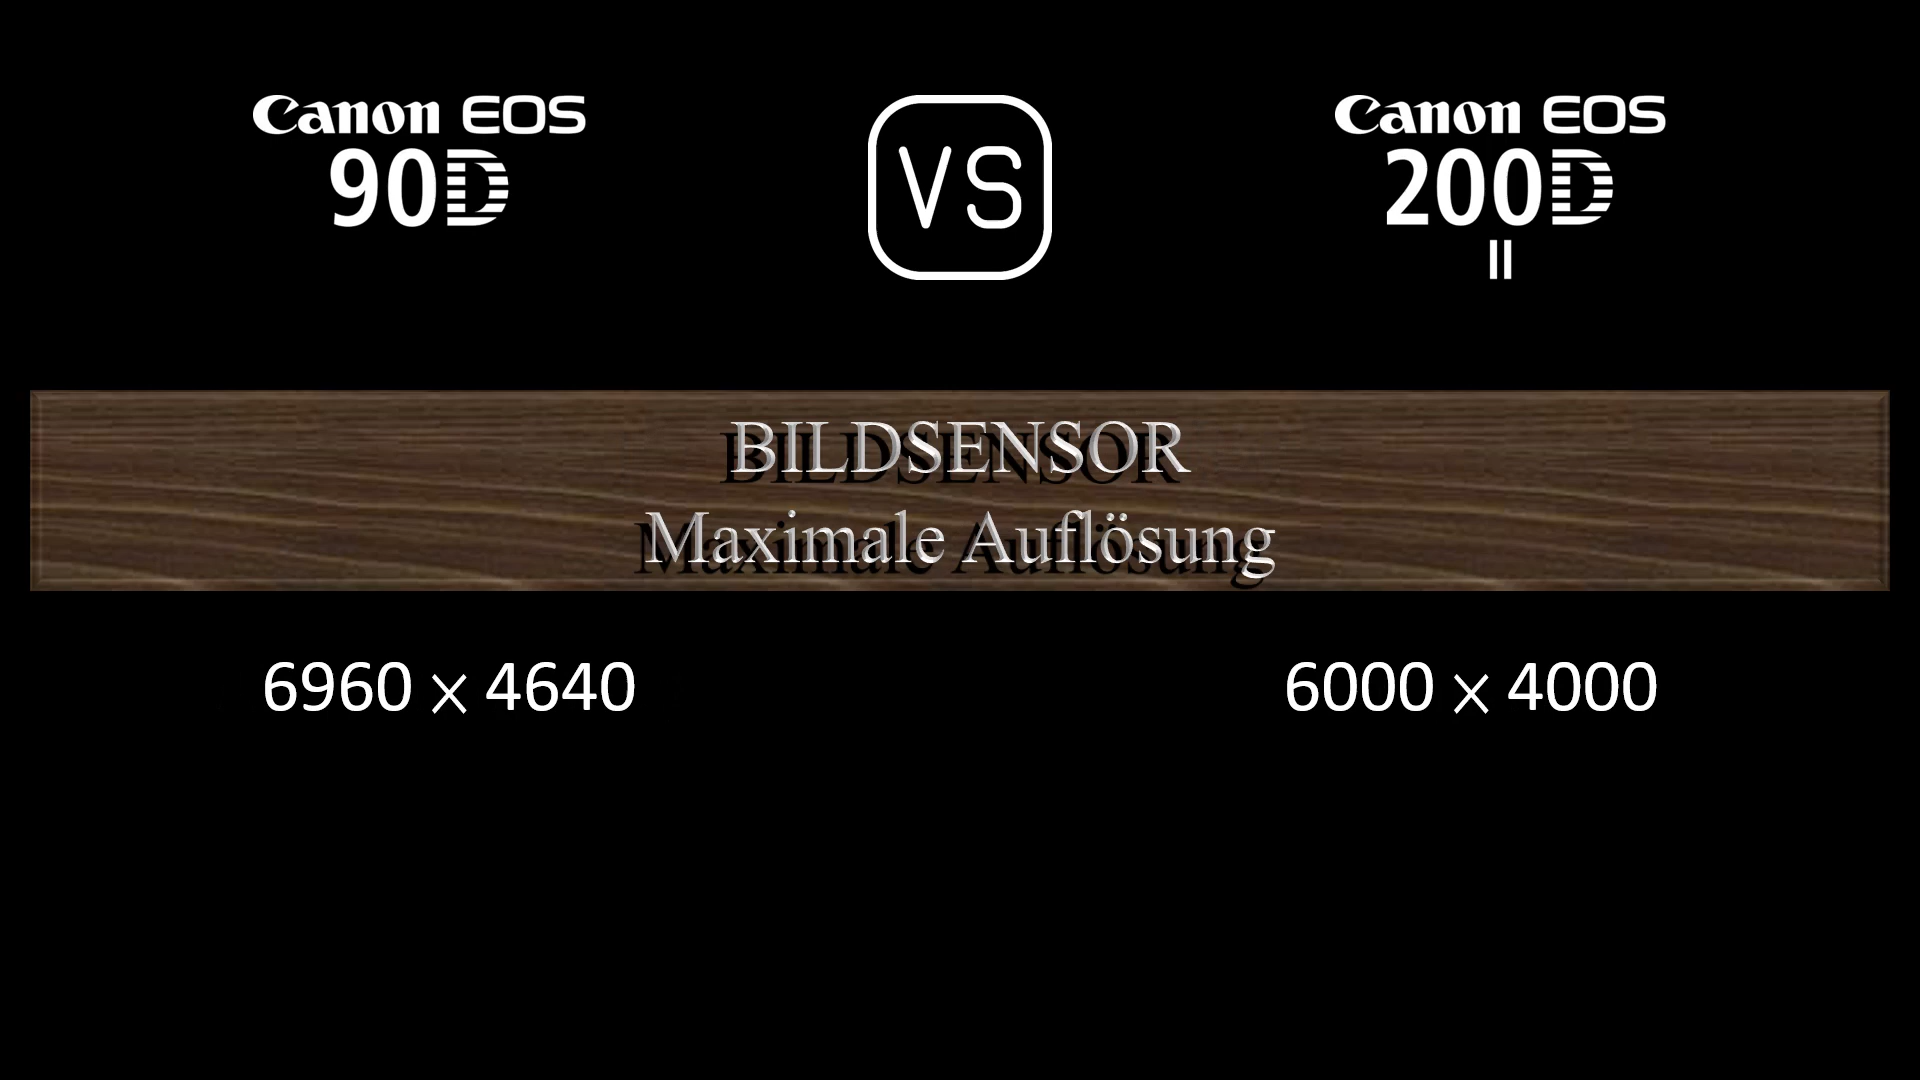 Canon EOS
90D
VS
Canon EOS
200D
II
BILDSENSOR
Maximale Auflösung
6960 x 4640
6000 x 4000